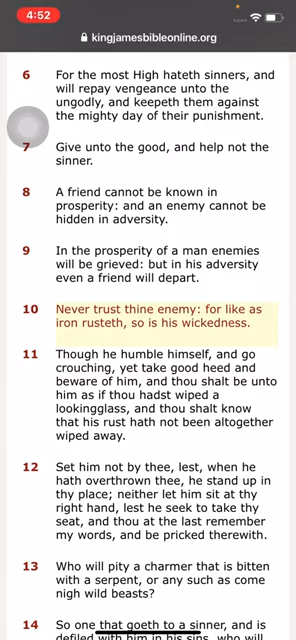 4:52
kingjamesbibleonline.org
6 For the most High hateth sinners, and
will repay vengeance unto the
ungodly, and keepeth them against
the mighty day of their punishment.
7 Give unto the good, and help not the
sinner.
8 A friend cannot be known in
prosperity: and an enemy cannot be
hidden in adversity.
9 In the prosperity of a man enemies
will be grieved: but in his adversity
even a friend will depart.
10 Never trust thine enemy: for like as
iron rusteth, so is his wickedness.
11 Though he humble himself, and go
crouching, yet take good heed and
beware of him, and thou shalt be unto
him as if thou hadst wiped a
lookingglass, and thou shalt know
that his rust hath not been altogether
wiped away.
12 Set him not by thee, lest, when he
hath overthrown thee, he stand up in
thy place; neither let him sit at thy
right hand, lest he seek to take thy
seat, and thou at the last remember
my words, and be pricked therewith.
13 Who will pity a charmer that is bitten
with a serpent, or any such as come
nigh wild beasts?
14 So one that goeth to a sinner, and is
defiled with him in his sins, who will